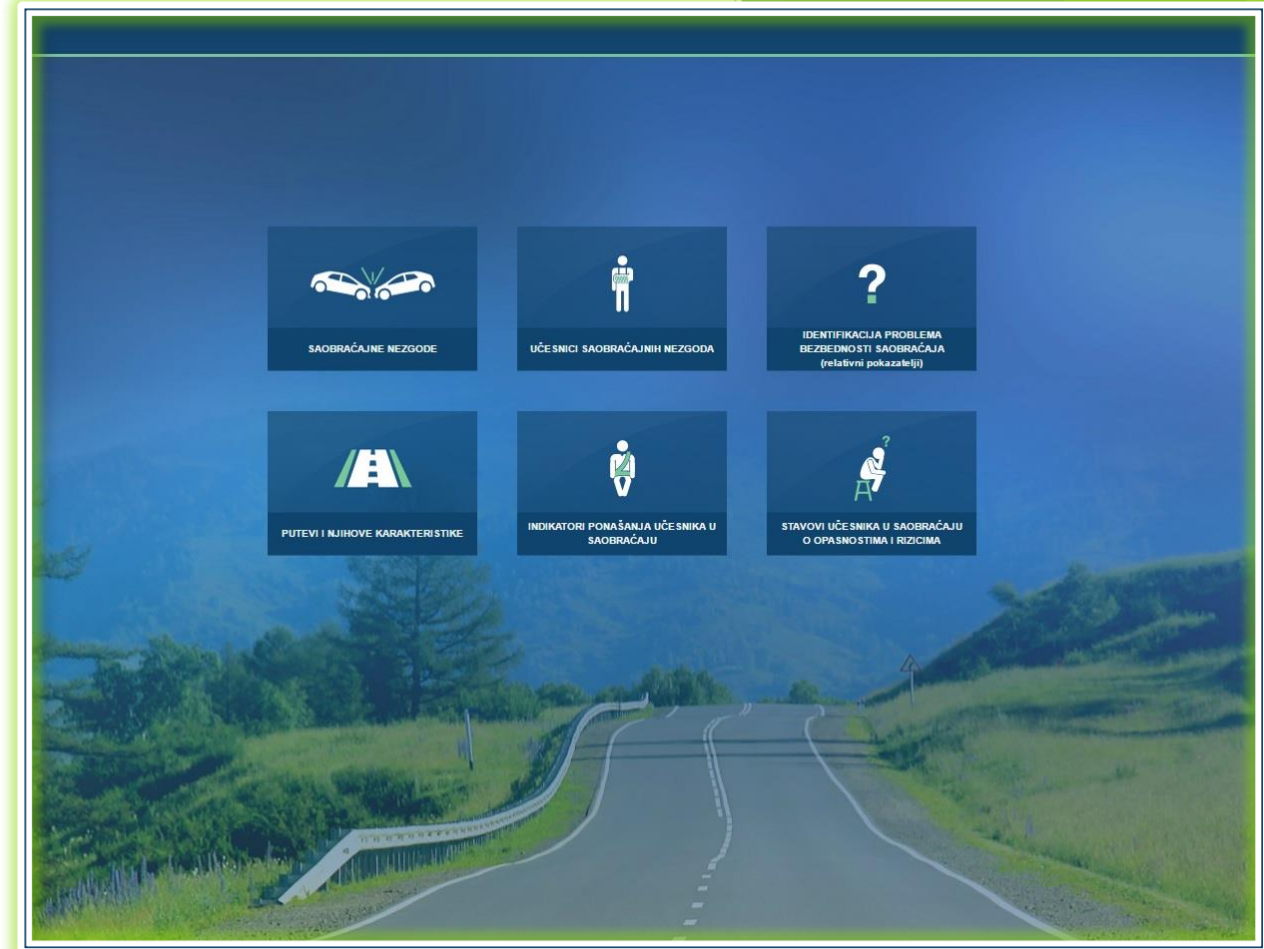 SAOBRAĆAJNE NEZGODE
UČESNICI SAOBRAĆAJNIH NEZGODA
?
IDENTIFIKACIJA PROBLEMA
BEZBEDNOSTI SAOBRAĆAJA
(relativni pokazatelji)
PUTEVI I NJIHOVE KARAKTERISTIKE
INDIKATORI PONAŠANJA UČESNIKA U
SAOBRAĆAJU
?
STAVOVI UČESNIKA U SAOBRAĆAJU
O OPASNOSTIMA I RIZICIMA